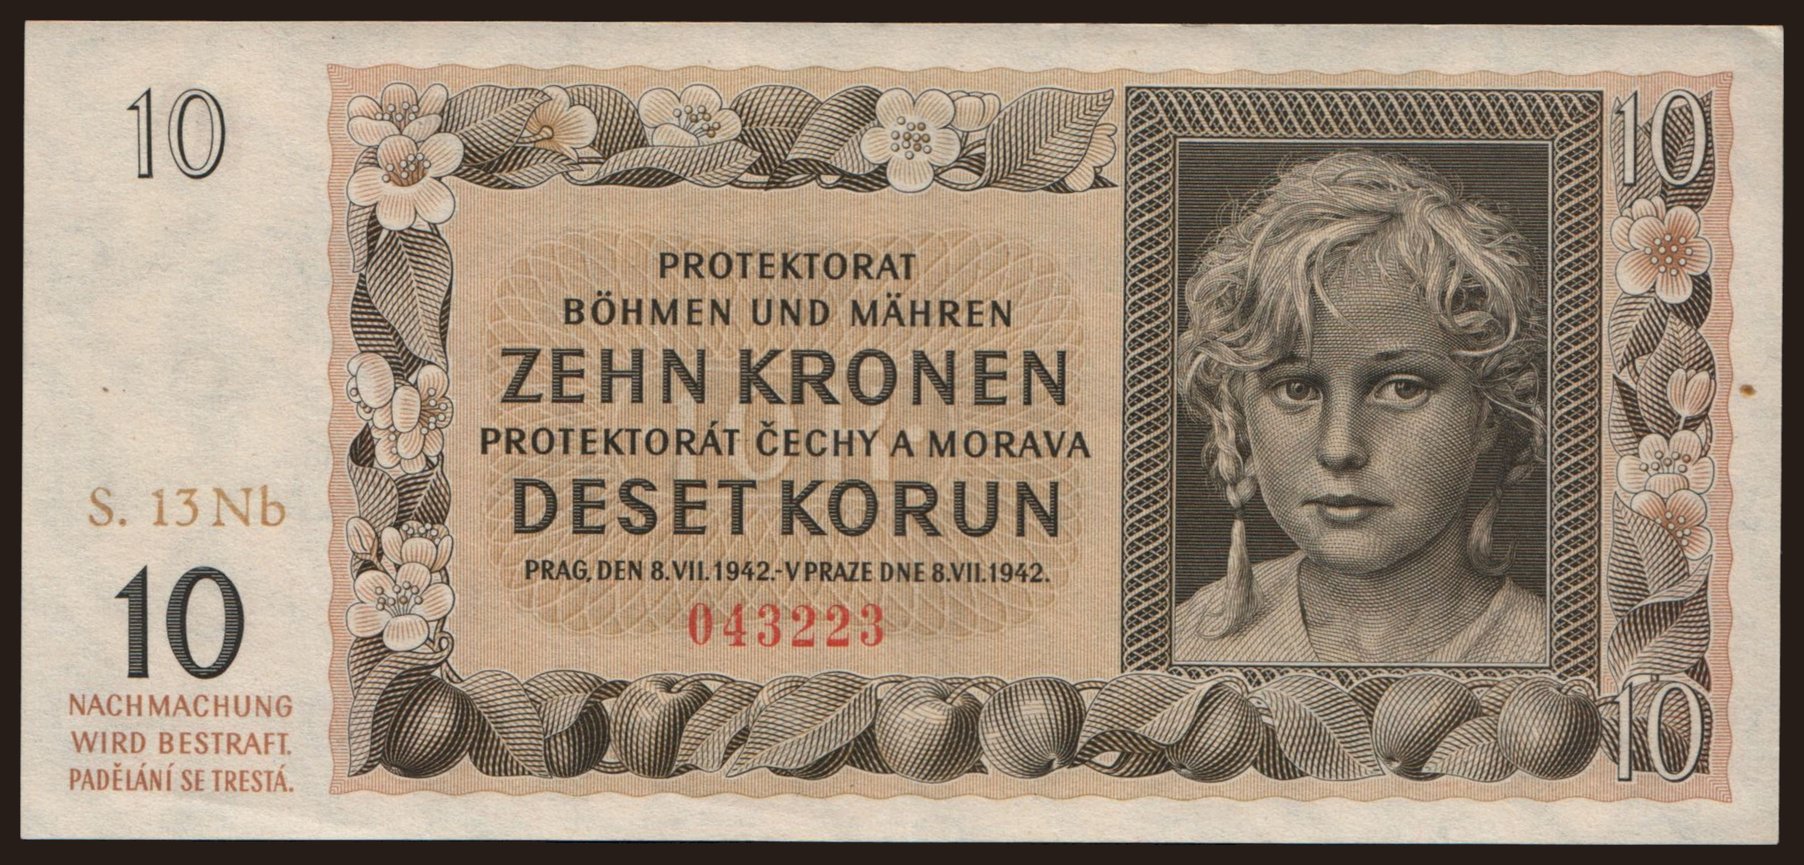 10
S. 13 Nb
10
NACHMACHUNG
WIRD BESTRAFT.
PADĚLÁNÍ SE TRESTÁ.
PROTEKTORAT
BÖHMEN UND MÄHREN
ZEHN KRONEN
PROTEKTORÁT ČECHY A MORAVA
DESET KORUN
PRAG, DEN 8.VII.1942.-V PRAZE DNE 8.VII.1942.
043223
10
10